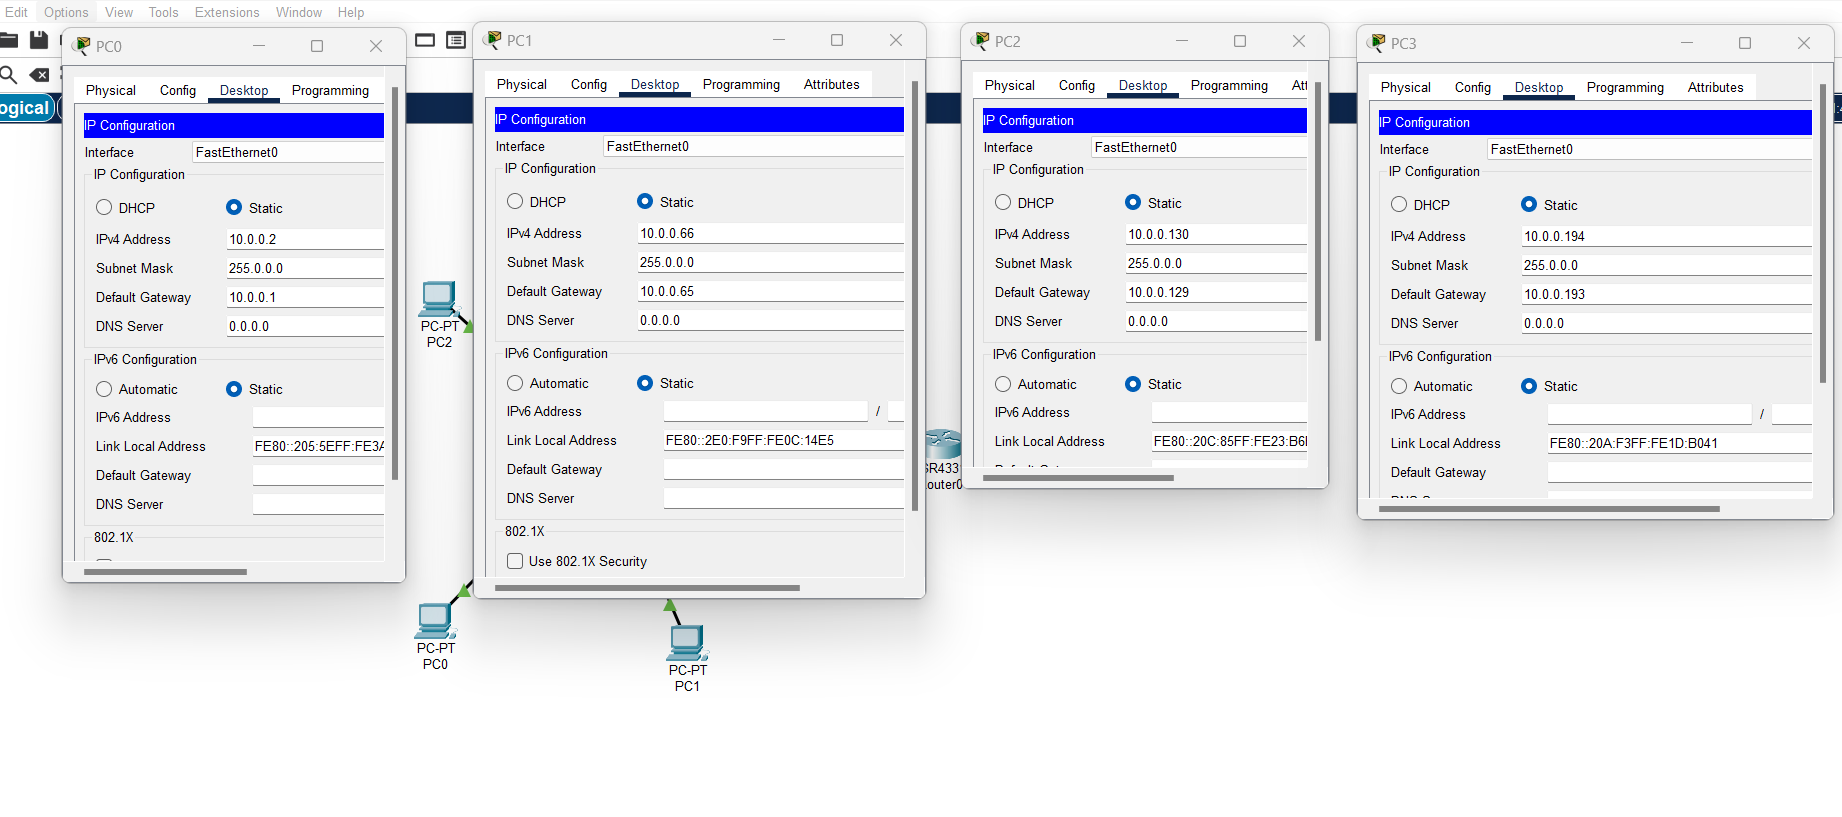 Edit Options View Tools Extensions Window Help
PC0
Physical Config Desktop Programming
IP Configuration
Interface FastEthernet0
IP Configuration
DHCP Static
IPv4 Address 10.0.0.2
Subnet Mask 255.0.0.0
Default Gateway 10.0.0.1
DNS Server 0.0.0.0
IPv6 Configuration
Automatic Static
IPv6 Address
Link Local Address FE80::205:5EFF:FE3A
Default Gateway
DNS Server
802.1X
PC1
Physical Config Desktop Programming Attributes
IP Configuration
Interface FastEthernet0
IP Configuration
DHCP Static
IPv4 Address 10.0.0.66
Subnet Mask 255.0.0.0
Default Gateway 10.0.0.65
DNS Server 0.0.0.0
IPv6 Configuration
Automatic Static
IPv6 Address /
Link Local Address FE80::2E0:F9FF:FE0C:14E5
Default Gateway
DNS Server
802.1X
Use 802.1X Security
PC2
Physical Config Desktop Programming Att
IP Configuration
Interface FastEthernet0
IP Configuration
DHCP Static
IPv4 Address 10.0.0.130
Subnet Mask 255.0.0.0
Default Gateway 10.0.0.129
DNS Server 0.0.0.0
IPv6 Configuration
Automatic Static
IPv6 Address
Link Local Address FE80::20C:85FF:FE23:B6
PC3
Physical Config Desktop Programming Attributes
IP Configuration
Interface FastEthernet0
IP Configuration
DHCP Static
IPv4 Address 10.0.0.194
Subnet Mask 255.0.0.0
Default Gateway 10.0.0.193
DNS Server 0.0.0.0
IPv6 Configuration
Automatic Static
IPv6 Address /
Link Local Address FE80::20A:F3FF:FE1D:B041
Default Gateway
ogical
PC-PT
PC2
SR433
outer0
PC-PT
PC0
PC-PT
PC1